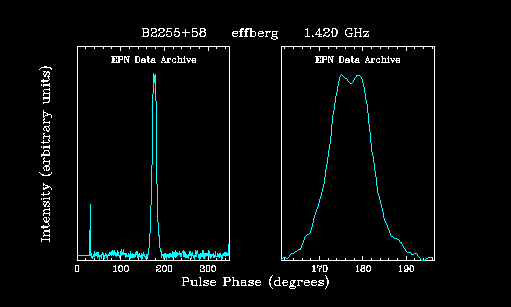 B2255+58 effberg 1.420 GHz
EPN Data Archive
EPN Data Archive
Intensity (arbitrary units)
0 100 200 300
170 180 190
Pulse Phase (degrees)